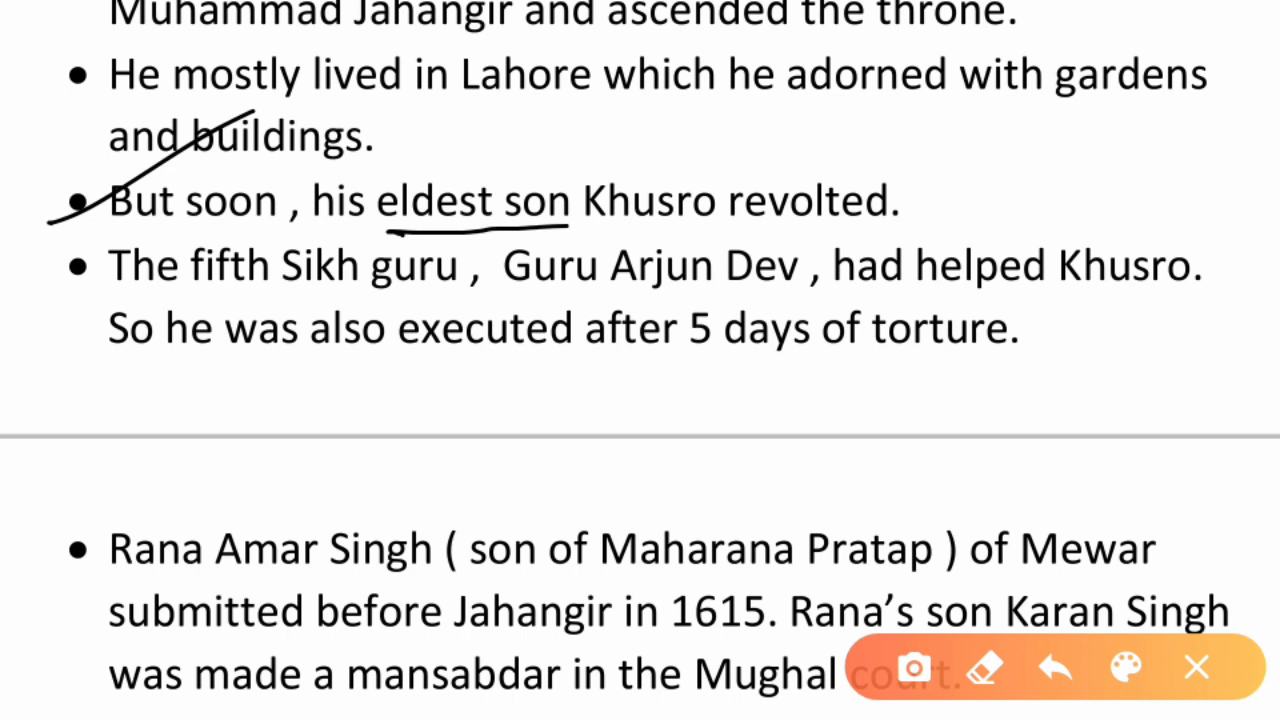 Muhammad Jahangir and ascended the throne.
• He mostly lived in Lahore which he adorned with gardens
and buildings.
• But soon , his eldest son Khusro revolted.
• The fifth Sikh guru ,  Guru Arjun Dev , had helped Khusro.
So he was also executed after 5 days of torture.
• Rana Amar Singh ( son of Maharana Pratap ) of Mewar
submitted before Jahangir in 1615. Rana’s son Karan Singh
was made a mansabdar in the Mughal court.